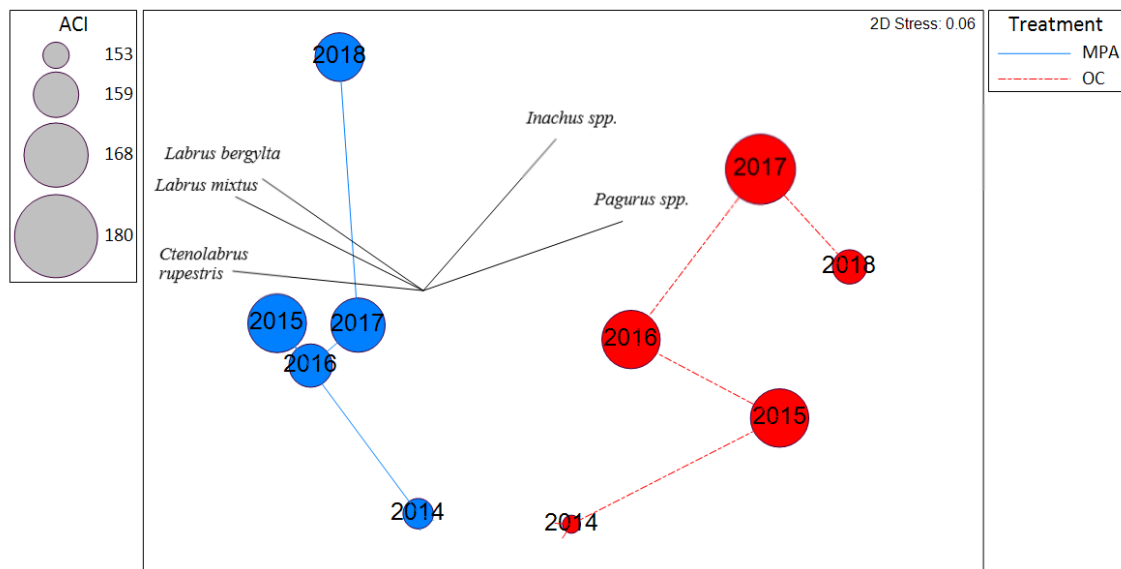 ACI
153
159
168
180
2D Stress: 0.06
Treatment
MPA
OC
2018
Inachus spp.
Labrus bergylta
Labrus mixtus
Pagurus spp.
Ctenolabrus
rupestris
2017
2018
2015
2017
2016
2016
2015
2014
2014